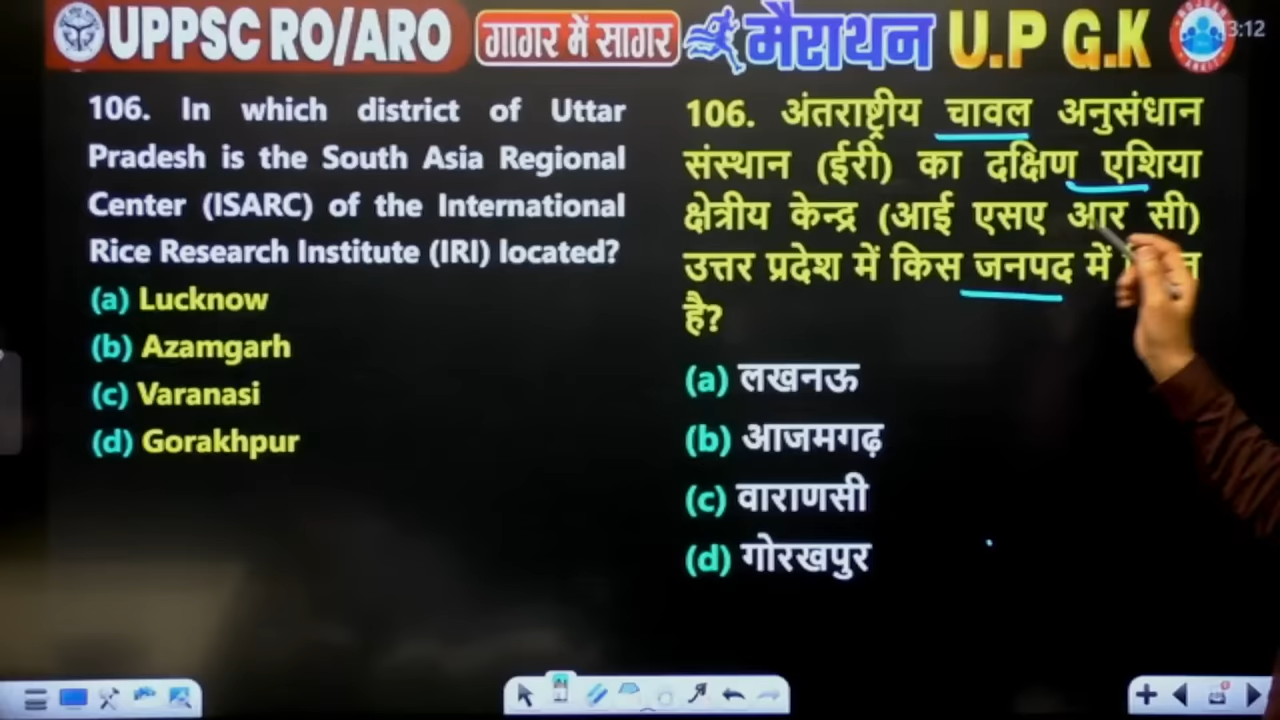 UPPSC RO/ARO गागर में सागर मैराथन U.P G.K
3:12
106. In which district of Uttar
Pradesh is the South Asia Regional
Center (ISARC) of the International
Rice Research Institute (IRI) located?
(a) Lucknow
(b) Azamgarh
(c) Varanasi
(d) Gorakhpur
106. अंतराष्ट्रीय चावल अनुसंधान
संस्थान (ईरी) का दक्षिण एशिया
क्षेत्रीय केन्द्र (आई एसए आर सी)
उत्तर प्रदेश में किस जनपद में
है?
(a) लखनऊ
(b) आजमगढ़
(c) वाराणसी
(d) गोरखपुर